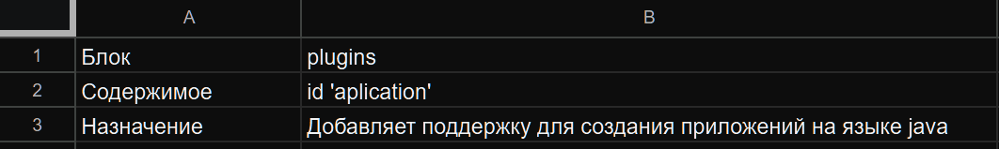 A B
1 Блок plugins
2 Содержимое id 'aplication'
3 Назначение Добавляет поддержку для создания приложений на языке java